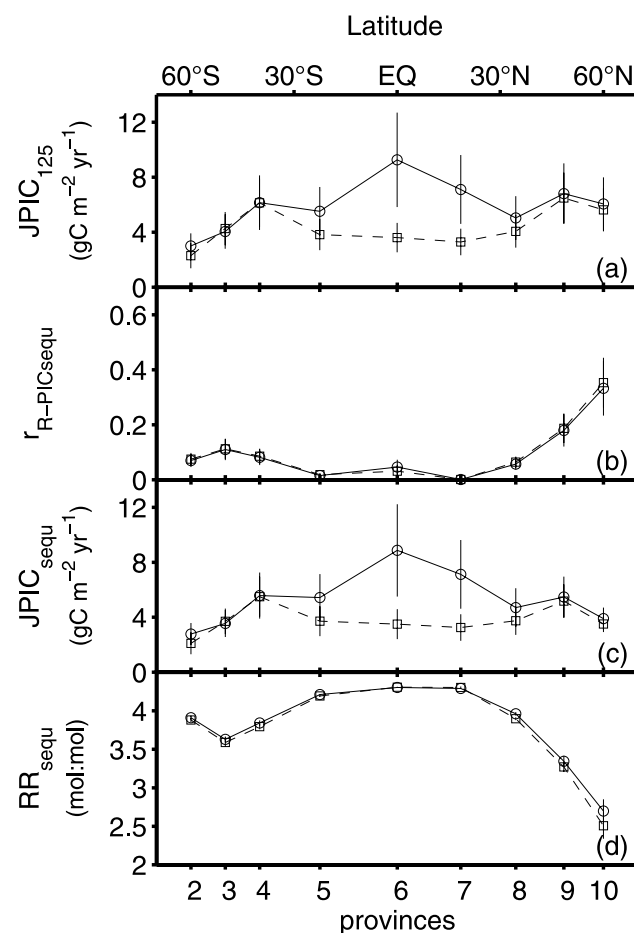 Latitude
60°S 30°S EQ 30°N 60°N
JPIC125
(gC m−2 yr−1)
12
8
4
0
(a)
rR−PICsequ
0.6
0.4
0.2
0
(b)
JPICsequ
(gC m−2 yr−1)
12
8
4
0
(c)
RRsequ
(mol:mol)
4
3.5
3
2.5
2
(d)
2 3 4 5 6 7 8 9 10
provinces